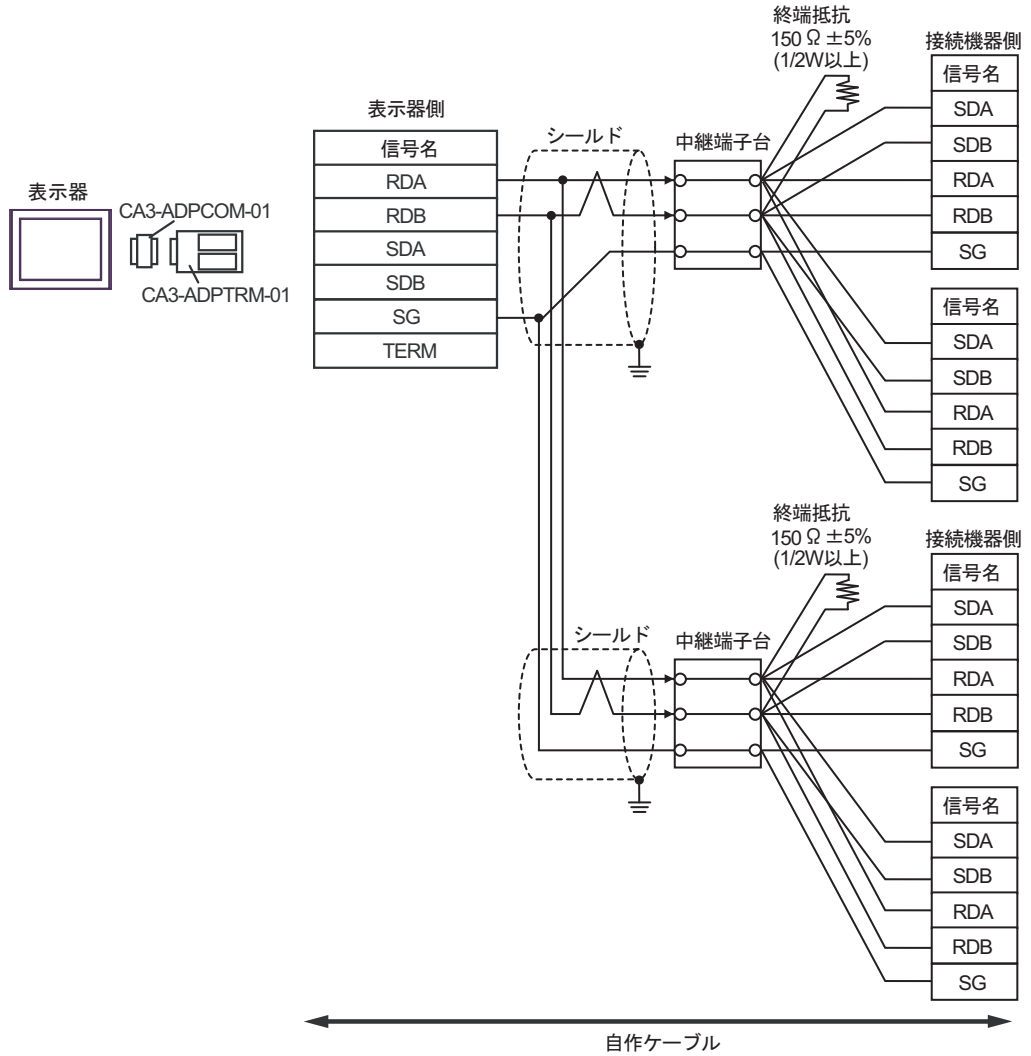 表示器
CA3-ADPCOM-01
CA3-ADPTRM-01
表示器側
信号名
RDA
RDB
SDA
SDB
SG
TERM
シールド
中継端子台
終端抵抗
150 Ω ±5%
(1/2W以上)
接続機器側
信号名
SDA
SDB
RDA
RDB
SG
信号名
SDA
SDB
RDA
RDB
SG
シールド
中継端子台
終端抵抗
150 Ω ±5%
(1/2W以上)
接続機器側
信号名
SDA
SDB
RDA
RDB
SG
信号名
SDA
SDB
RDA
RDB
SG
自作ケーブル